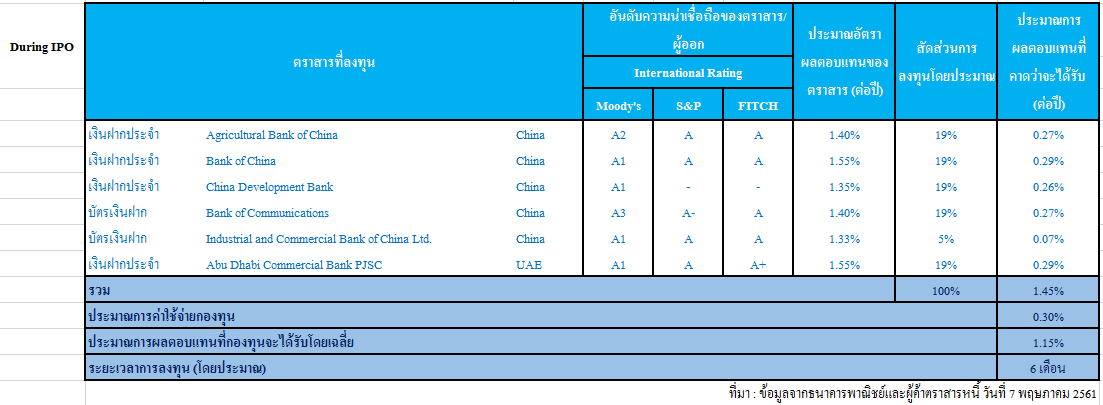 During IPO
ตราสารที่ลงทุน
อันดับความน่าเชื่อถือของตราสาร/
ผู้ออก
International Rating
Moody's S&P FITCH
ประมาณอัตรา
ผลตอบแทนของ
ตราสาร (ต่อปี)
สัดส่วนการ
ลงทุนโดยประมาณ
ประมาณการ
ผลตอบแทนที่
คาดว่าจะได้รับ
(ต่อปี)
เงินฝากประจำ Agricultural Bank of China China A2 A A 1.40% 19% 0.27%
เงินฝากประจำ Bank of China China A1 A A 1.55% 19% 0.29%
เงินฝากประจำ China Development Bank China A1 - - 1.35% 19% 0.26%
บัตรเงินฝาก Bank of Communications China A3 A- A 1.40% 19% 0.27%
บัตรเงินฝาก Industrial and Commercial Bank of China Ltd. China A1 A A 1.33% 5% 0.07%
เงินฝากประจำ Abu Dhabi Commercial Bank PJSC UAE A1 A A+ 1.55% 19% 0.29%
รวม 100% 1.45%
ประมาณการค่าใช้จ่ายกองทุน 0.30%
ประมาณการผลตอบแทนที่กองทุนจะได้รับโดยเฉลี่ย 1.15%
ระยะเวลาการลงทุน (โดยประมาณ) 6 เดือน
ที่มา : ข้อมูลจากธนาคารพาณิชย์และผู้ค้าตราสารหนี้ วันที่ 7 พฤษภาคม 2561